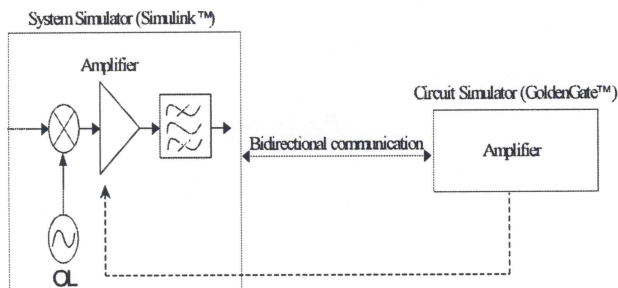 System Simulator (Simulink™)
Amplifier
Circuit Simulator (GoldenGate™)
Bidirectional communication
Amplifier
OL